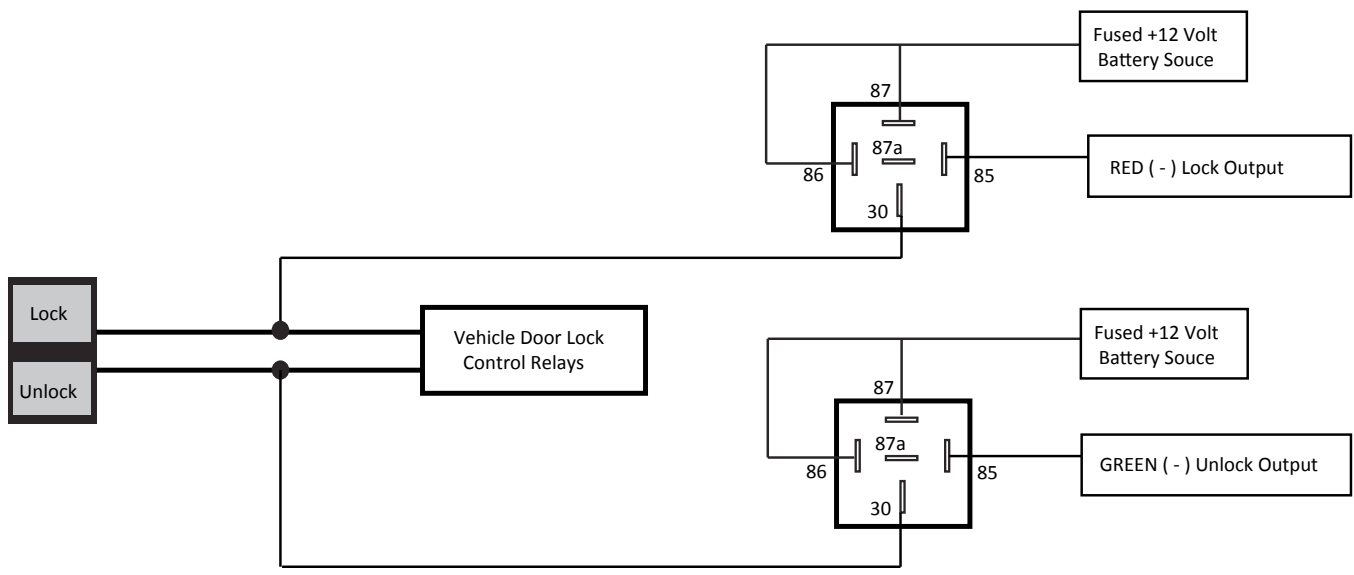 Fused +12 Volt
Battery Souce
87
87a
86
85
RED ( - ) Lock Output
30
Lock
Unlock
Vehicle Door Lock
Control Relays
Fused +12 Volt
Battery Souce
87
87a
86
85
GREEN ( - ) Unlock Output
30